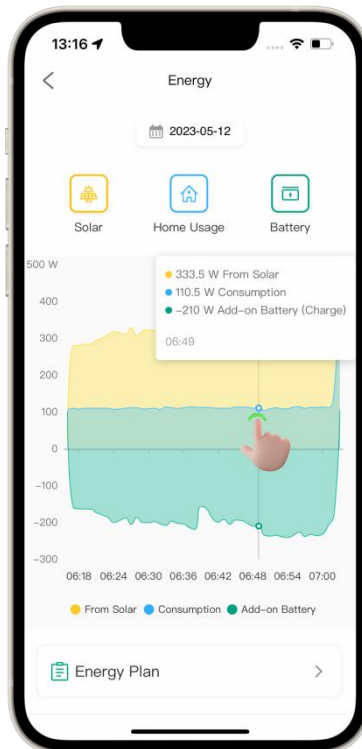 13:16
Energy
2023-05-12
Solar
Home Usage
Battery
500 W
333.5 W From Solar
110.5 W Consumption
-210 W Add-on Battery (Charge)
06:49
400
300
200
100
0
-100
-200
-300
06:18 06:24 06:30 06:36 06:42 06:48 06:54 07:00
From Solar Consumption Add-on Battery
Energy Plan